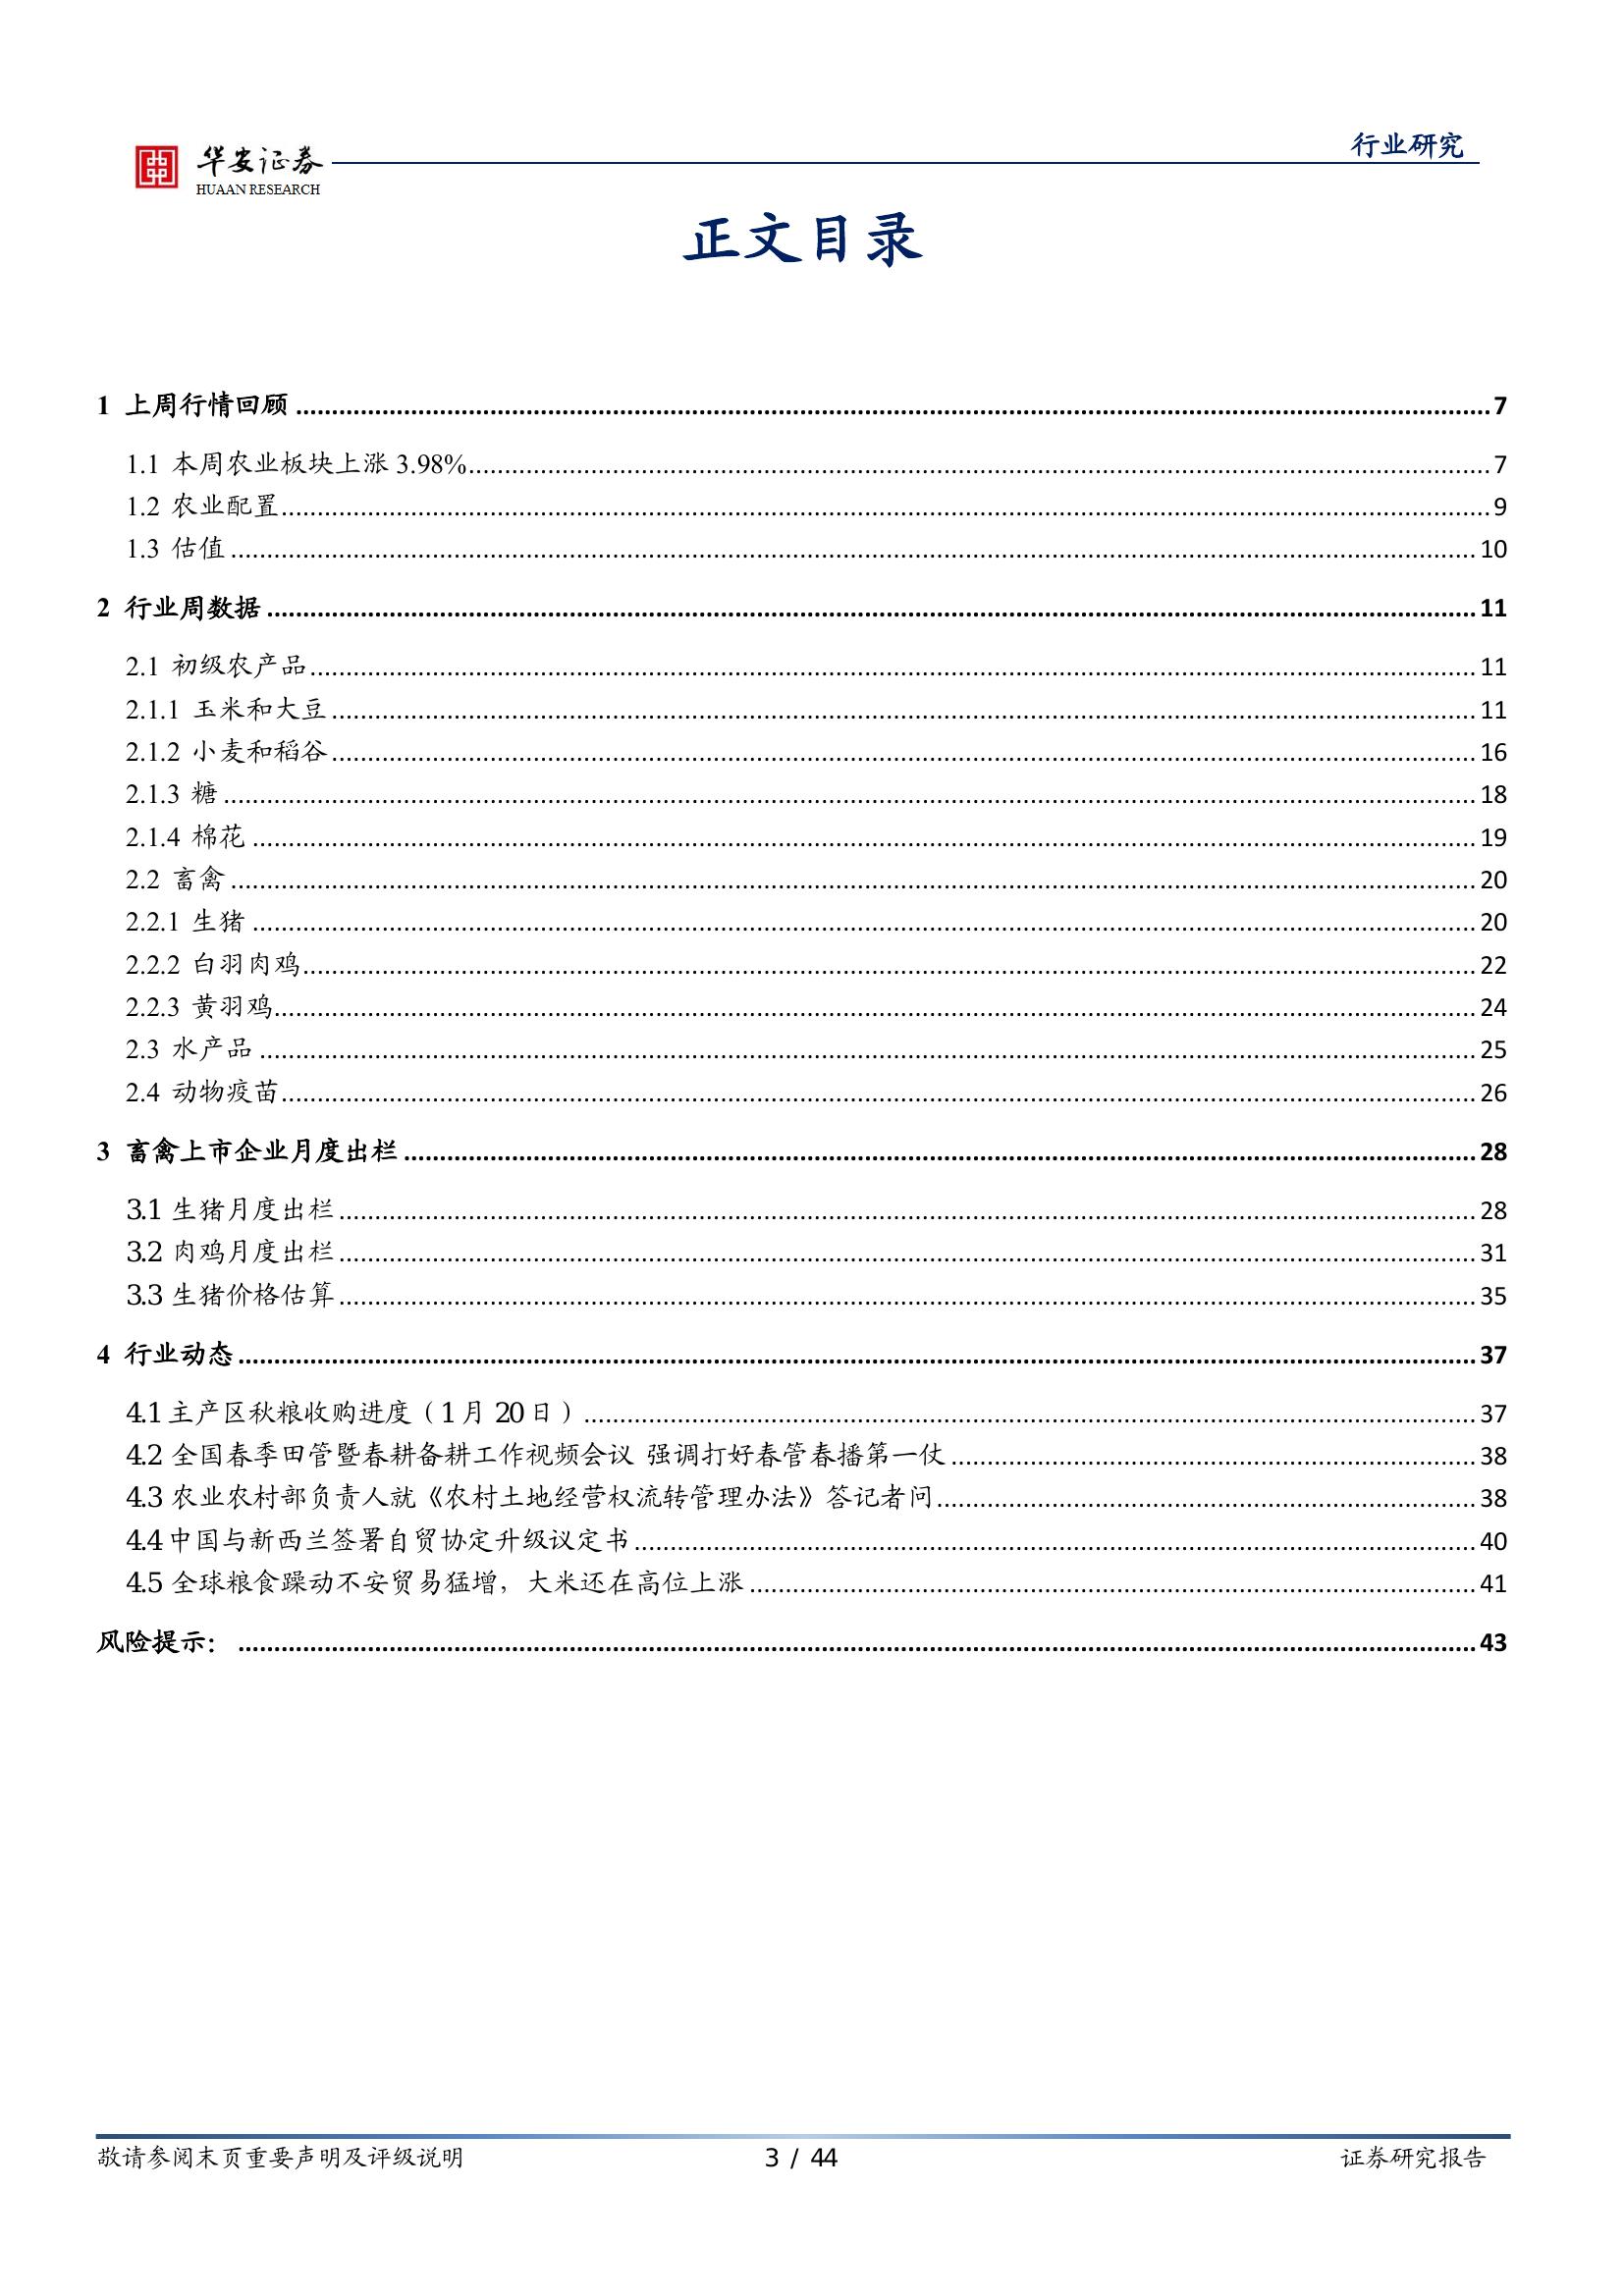 华安证券
HUAAN RESEARCH
行业研究
正文目录
1 上周行情回顾 ........ 7
1.1 本周农业板块上涨 3.98% ........ 7
1.2 农业配置 ........ 9
1.3 估值 ........ 10
2 行业周数据 ........ 11
2.1 初级农产品 ........ 11
2.1.1 玉米和大豆 ........ 11
2.1.2 小麦和稻谷 ........ 16
2.1.3 糖 ........ 18
2.1.4 棉花 ........ 19
2.2 畜禽 ........ 20
2.2.1 生猪 ........ 20
2.2.2 白羽肉鸡 ........ 22
2.2.3 黄羽鸡 ........ 24
2.3 水产品 ........ 25
2.4 动物疫苗 ........ 26
3 畜禽上市企业月度出栏 ........ 28
3.1 生猪月度出栏 ........ 28
3.2 肉鸡月度出栏 ........ 31
3.3 生猪价格估算 ........ 35
4 行业动态 ........ 37
4.1 主产区秋粮收购进度（1 月 20 日） ........ 37
4.2 全国春季田管暨春耕备耕工作视频会议 强调打好春管春播第一仗 ........ 38
4.3 农业农村部负责人就《农村土地经营权流转管理办法》答记者问 ........ 38
4.4 中国与新西兰签署自贸协定升级议定书 ........ 40
4.5 全球粮食躁动不安贸易猛增，大米还在高位上涨 ........ 41
风险提示： ........ 43
敬请参阅末页重要声明及评级说明 3 / 44 证券研究报告